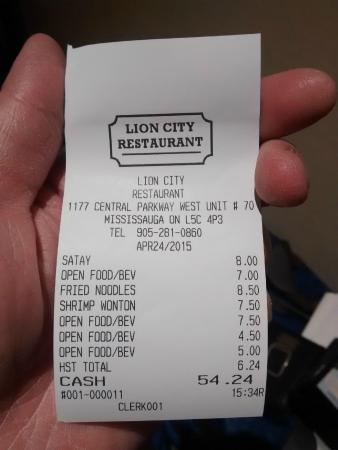 LION CITY
RESTAURANT
LION CITY
RESTAURANT
1177 CENTRAL PARKWAY WEST UNIT # 70
MISSISSAUGA ON L5C 4P3
TEL 905-281-0860
APR24/2015
SATAY 8.00
OPEN FOOD/BEV 7.00
FRIED NOODLES 8.50
SHRIMP WONTON 7.50
OPEN FOOD/BEV 7.50
OPEN FOOD/BEV 4.50
OPEN FOOD/BEV 5.00
HST TOTAL 6.24
CASH 54.24
#001-000011 15:34R
CLERK001